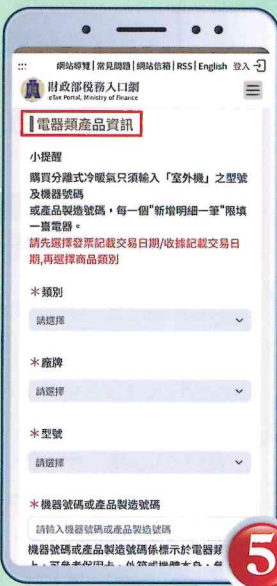 網站導覽│常見問題│網站信箱│RSS│English 登入
財政部稅務入口網
eTax Portal, Ministry of Finance
電器類產品資訊
小提醒
購買分離式冷暖氣只須輸入「室外機」之型號
及機器號碼
或產品製造號碼,每一個"新增明細一筆"限填
一臺電器。
請先選擇發票記載交易日期/收據記載交易日
期,再選擇商品類別
*類別
請選擇
*廠牌
請選擇
*型號
請選擇
*機器號碼或產品製造號碼
請輸入機器號碼或產品製造號碼
機器號碼或產品製造號碼係標示於電器類
5